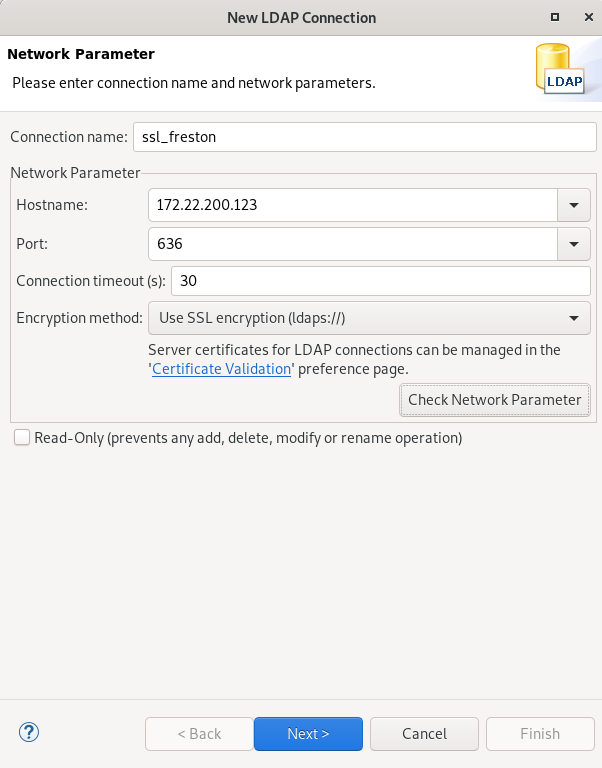 New LDAP Connection
Network Parameter
Please enter connection name and network parameters.
LDAP
Connection name: ssl_freston
Network Parameter
Hostname: 172.22.200.123
Port: 636
Connection timeout (s): 30
Encryption method: Use SSL encryption (ldaps://)
Server certificates for LDAP connections can be managed in the
'Certificate Validation' preference page.
Check Network Parameter
Read-Only (prevents any add, delete, modify or rename operation)
? < Back Next > Cancel Finish